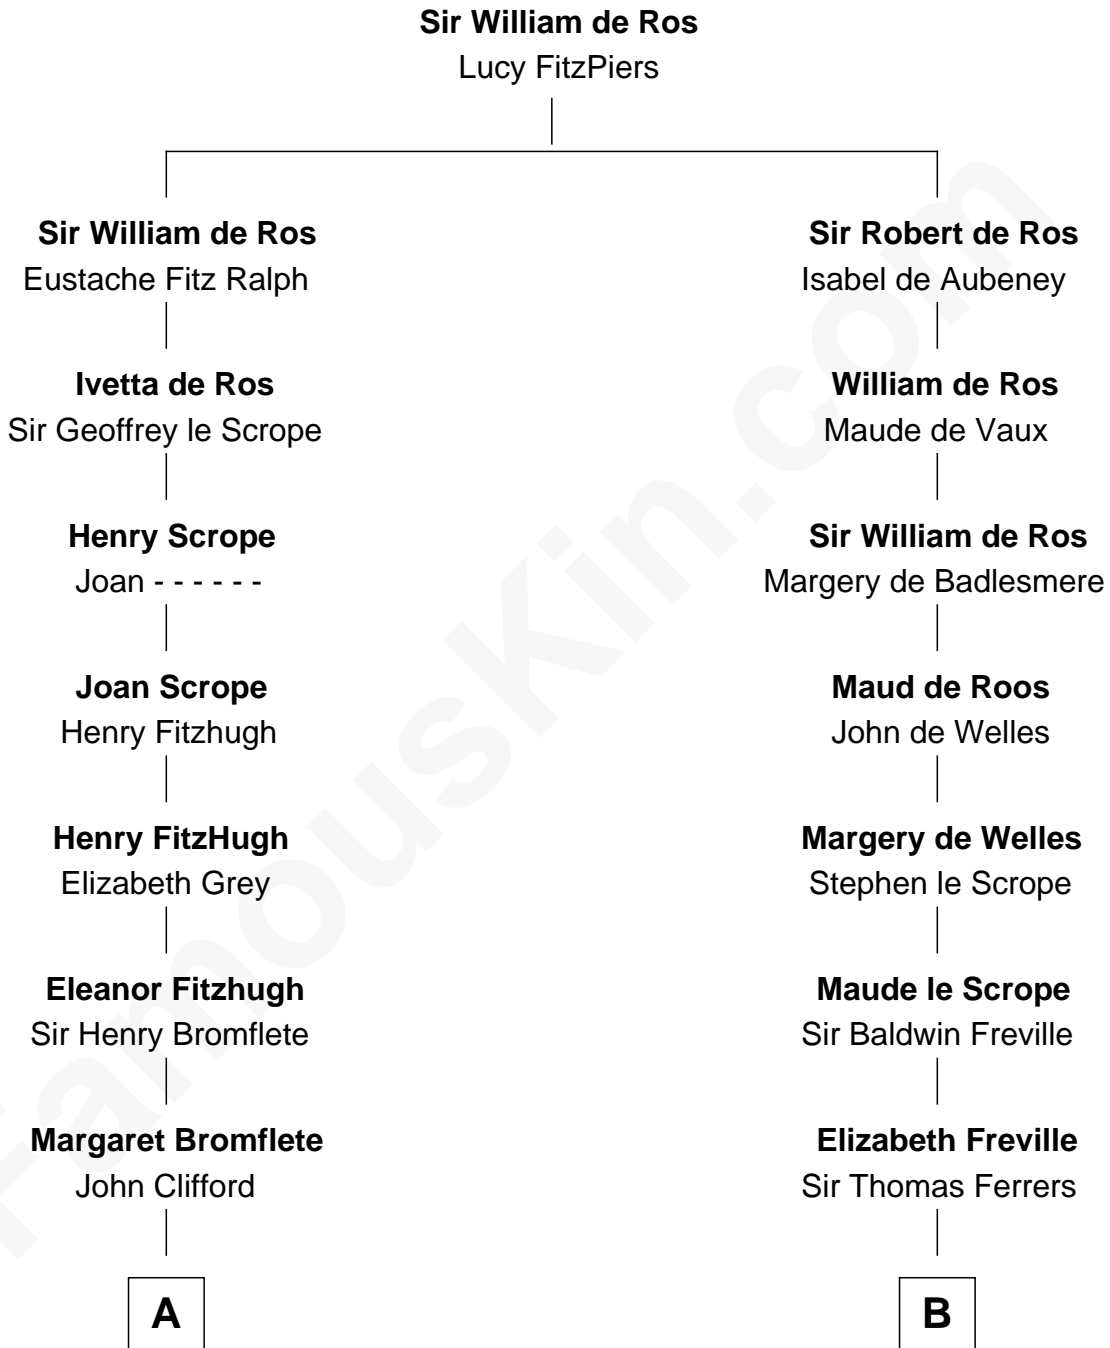 Sir William de Ros
Lucy FitzPiers
Sir William de Ros
Eustache Fitz Ralph
Sir Robert de Ros
Isabel de Aubeney
Ivetta de Ros
Sir Geoffrey le Scrope
William de Ros
Maude de Vaux
Henry Scrope
Joan - - - - - -
Sir William de Ros
Margery de Badlesmere
Joan Scrope
Henry Fitzhugh
Maud de Roos
John de Welles
Henry FitzHugh
Elizabeth Grey
Margery de Welles
Stephen le Scrope
Eleanor Fitzhugh
Sir Henry Bromflete
Maude le Scrope
Sir Baldwin Freville
Margaret Bromflete
John Clifford
Elizabeth Freville
Sir Thomas Ferrers
A
B
FamousKin.com